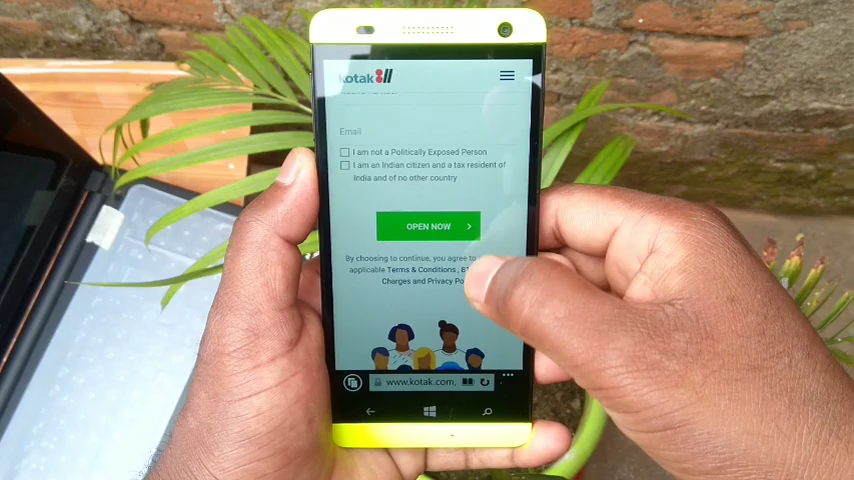 kotak 811
Email
I am not a Politically Exposed Person
I am an Indian citizen and a tax resident of
India and of no other country
OPEN NOW
By choosing to continue, you agree to
applicable Terms & Conditions , 8
Charges and Privacy Po
www.kotak.com,